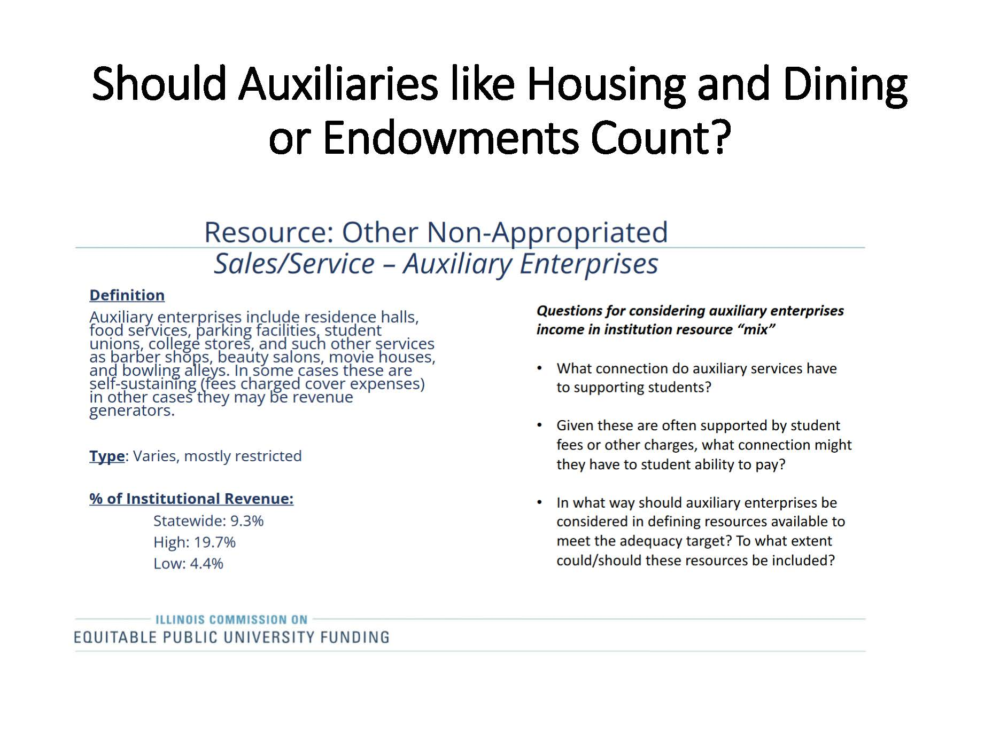 Should Auxiliaries like Housing and Dining
or Endowments Count?
Resource: Other Non-Appropriated
Sales/Service – Auxiliary Enterprises
Definition
Auxiliary enterprises include residence halls,
food services, parking facilities, student
unions, college stores, and such other services
as barber shops, beauty salons, movie houses,
and bowling alleys. In some cases these are
self-sustaining (fees charged cover expenses)
in other cases they may be revenue
generators.
Type: Varies, mostly restricted
% of Institutional Revenue:
Statewide: 9.3%
High: 19.7%
Low: 4.4%
Questions for considering auxiliary enterprises
income in institution resource “mix”
• What connection do auxiliary services have
to supporting students?
• Given these are often supported by student
fees or other charges, what connection might
they have to student ability to pay?
• In what way should auxiliary enterprises be
considered in defining resources available to
meet the adequacy target? To what extent
could/should these resources be included?
ILLINOIS COMMISSION ON
EQUITABLE PUBLIC UNIVERSITY FUNDING